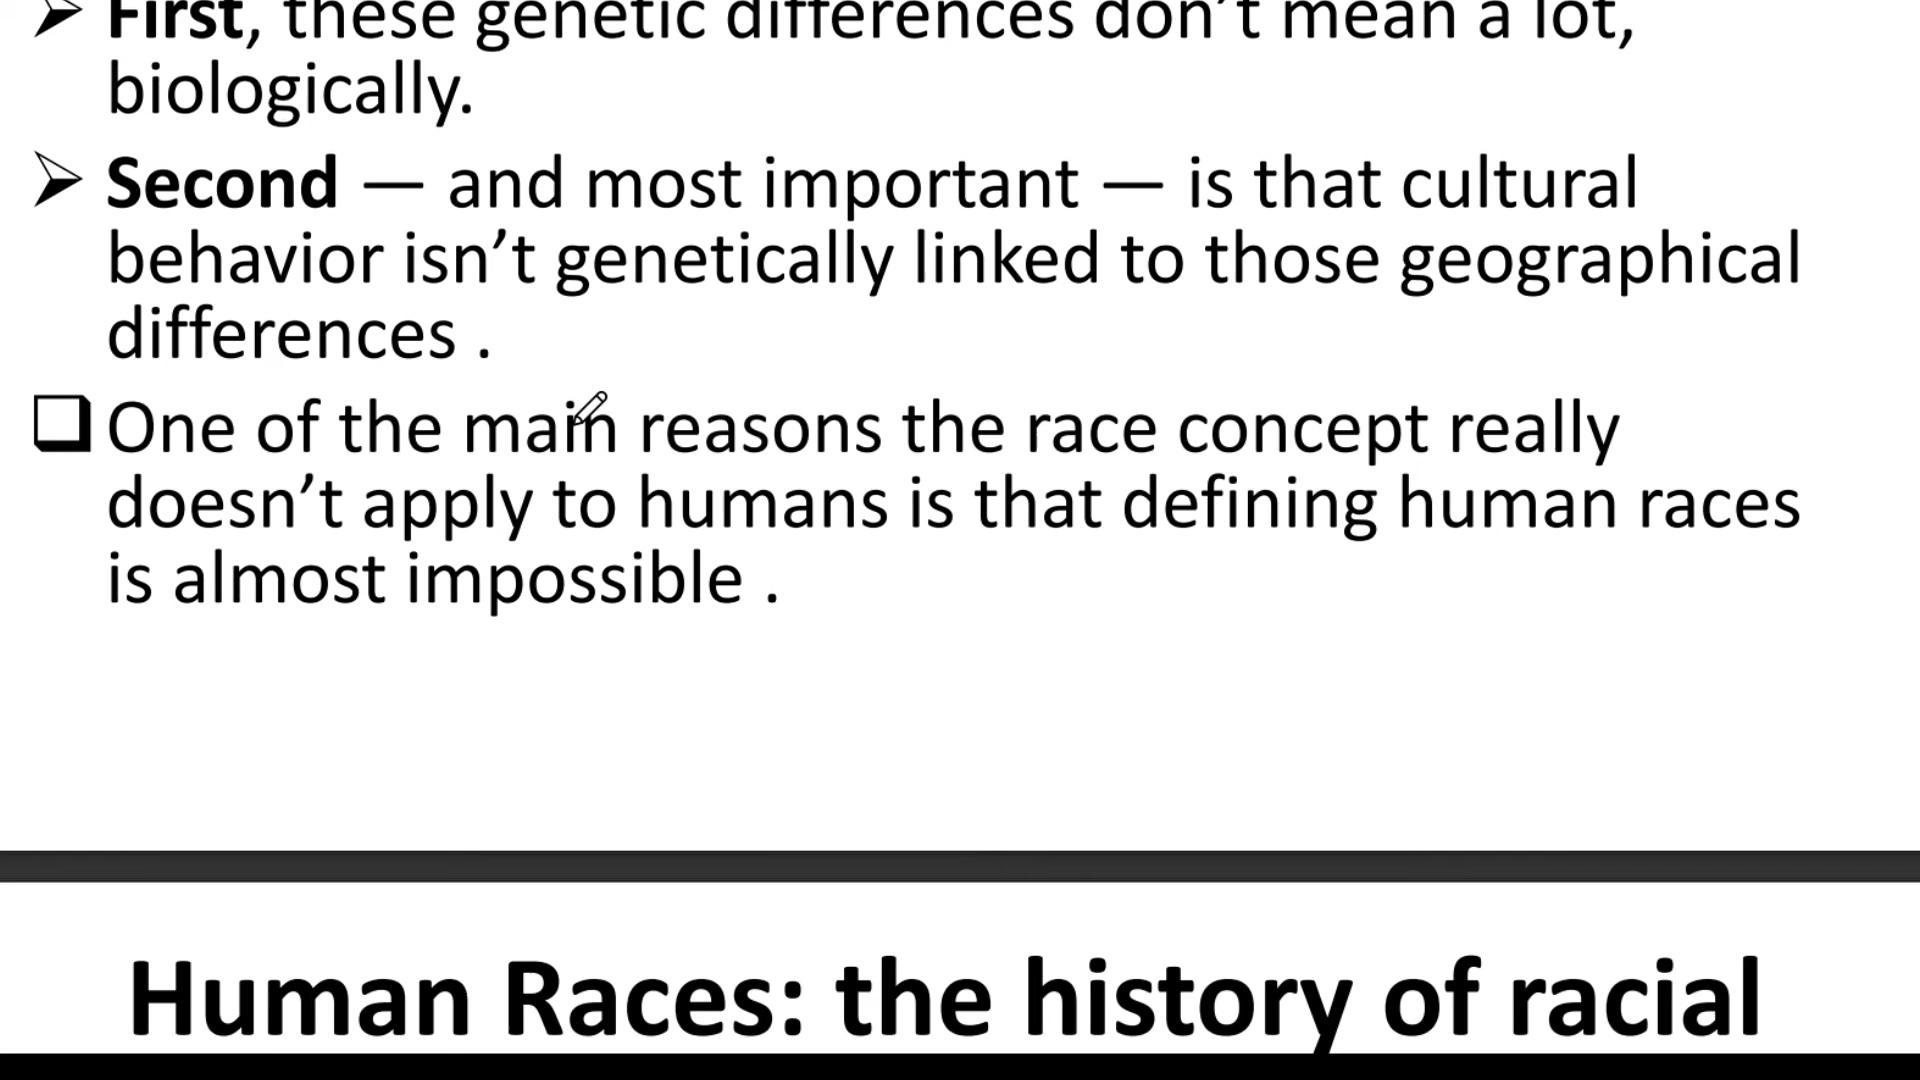 First, these genetic differences don’t mean a lot,
biologically.
Second — and most important — is that cultural
behavior isn’t genetically linked to those geographical
differences .
One of the main reasons the race concept really
doesn’t apply to humans is that defining human races
is almost impossible .
Human Races: the history of racial